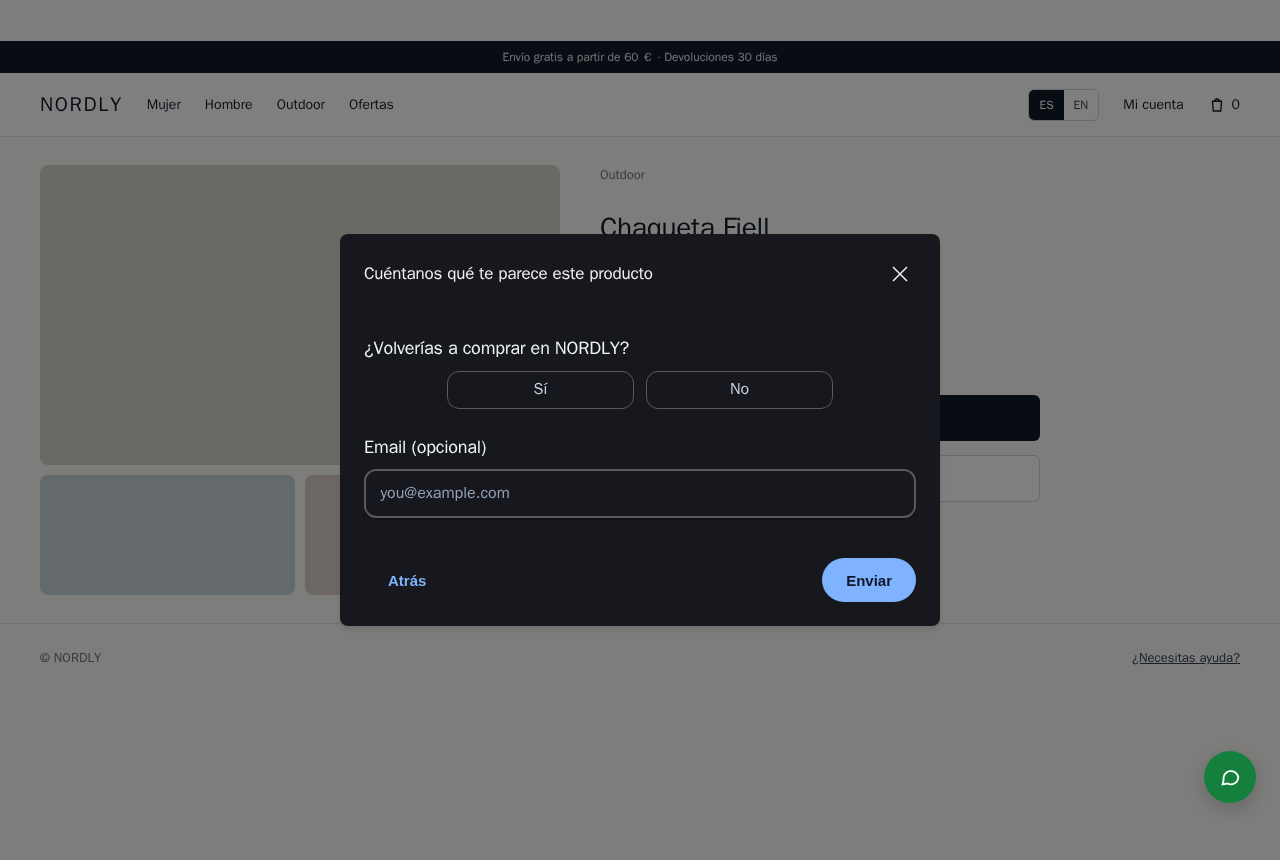 Envío gratis a partir de 60 € · Devoluciones 30 días
NORDLY Mujer Hombre Outdoor Ofertas ES EN Mi cuenta 0
Outdoor
Chaqueta Fjell
Cuéntanos qué te parece este producto
¿Volverías a comprar en NORDLY?
Sí No
Email (opcional)
you@example.com
Atrás Enviar
© NORDLY ¿Necesitas ayuda?